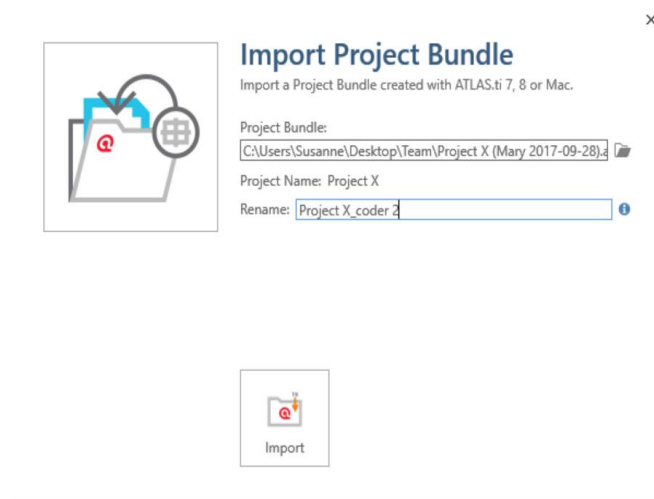 Import Project Bundle
Import a Project Bundle created with ATLAS.ti 7, 8 or Mac.
Project Bundle:
C:\Users\Susanne\Desktop\Team\Project X (Mary 2017-09-28).a
Project Name: Project X
Rename: Project X_coder 2
Import